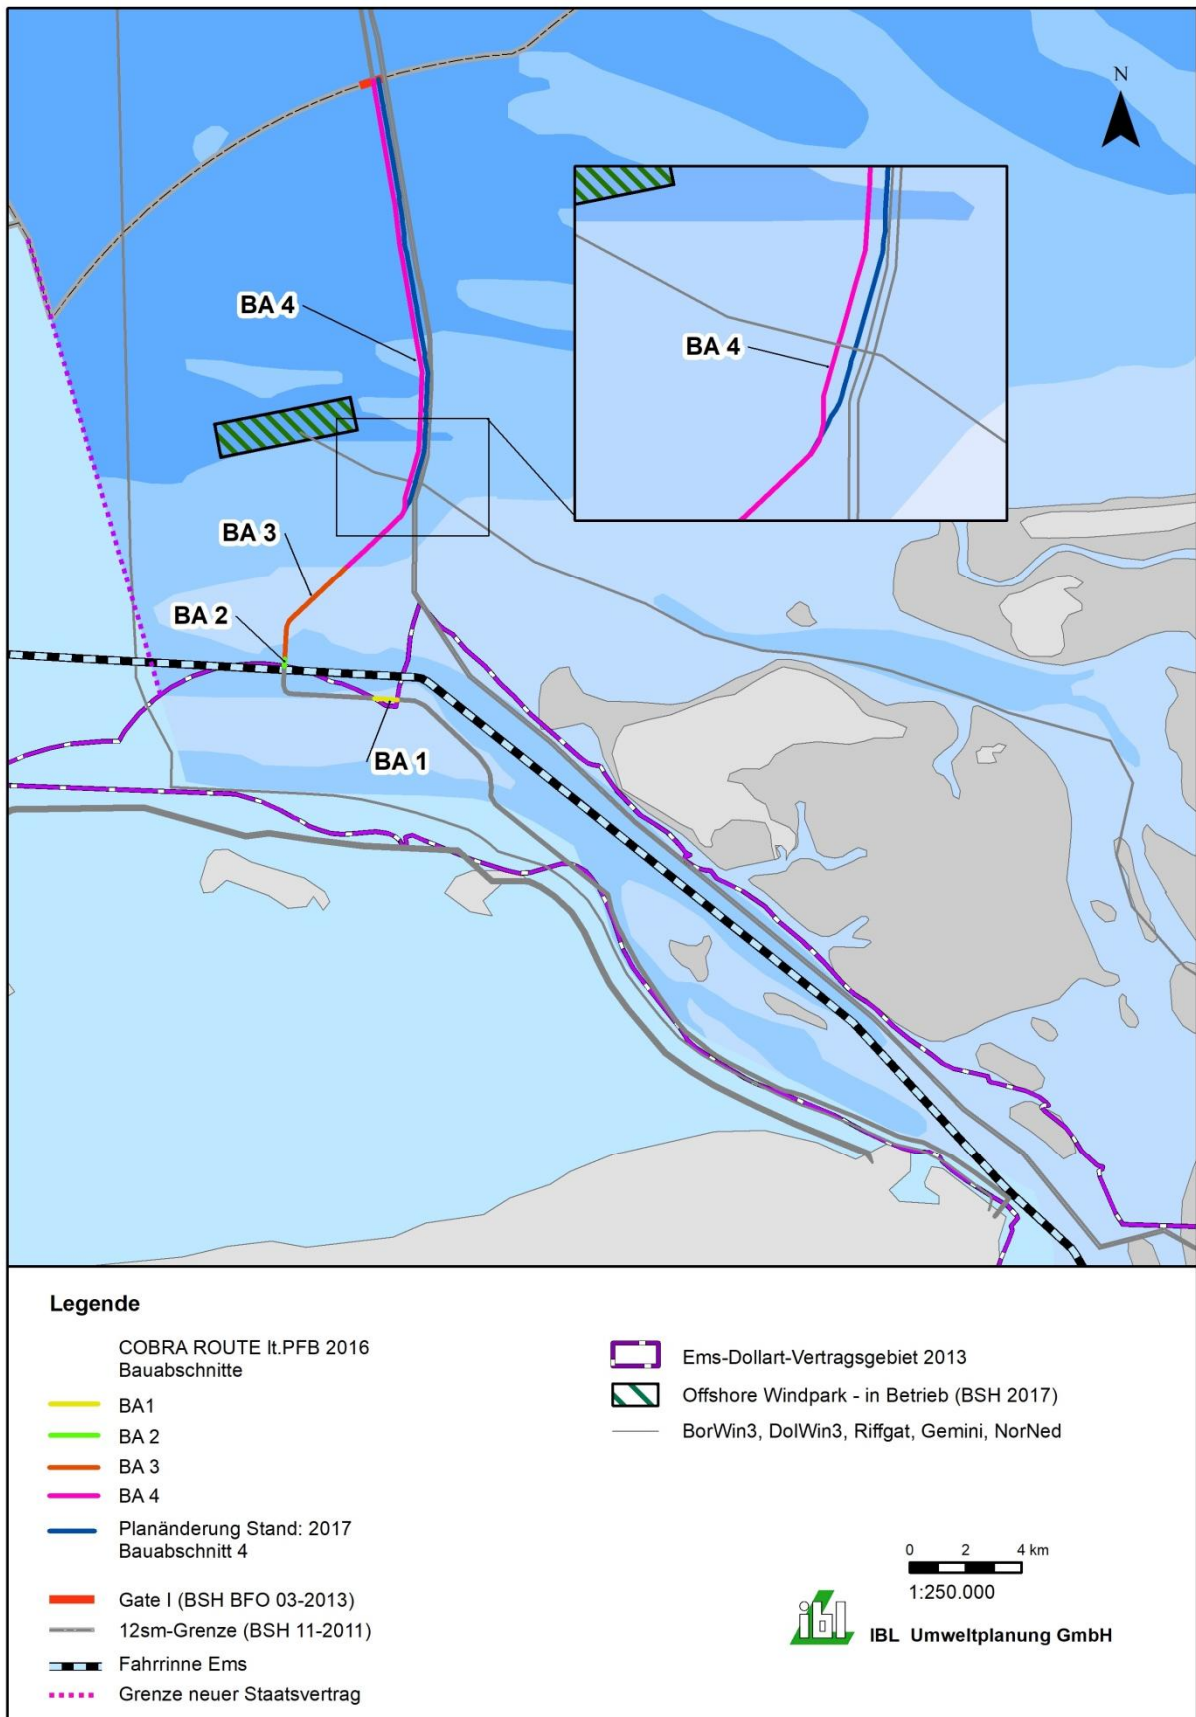 N
BA 4
BA 4
BA 3
BA 2
BA 1
Legende
COBRA ROUTE lt.PFB 2016
Bauabschnitte
BA1
BA 2
BA 3
BA 4
Planänderung Stand: 2017
Bauabschnitt 4
Gate I (BSH BFO 03-2013)
12sm-Grenze (BSH 11-2011)
Fahrrinne Ems
Grenze neuer Staatsvertrag
Ems-Dollart-Vertragsgebiet 2013
Offshore Windpark - in Betrieb (BSH 2017)
BorWin3, DolWin3, Riffgat, Gemini, NorNed
0 2 4 km
1:250.000
ibl
IBL Umweltplanung GmbH